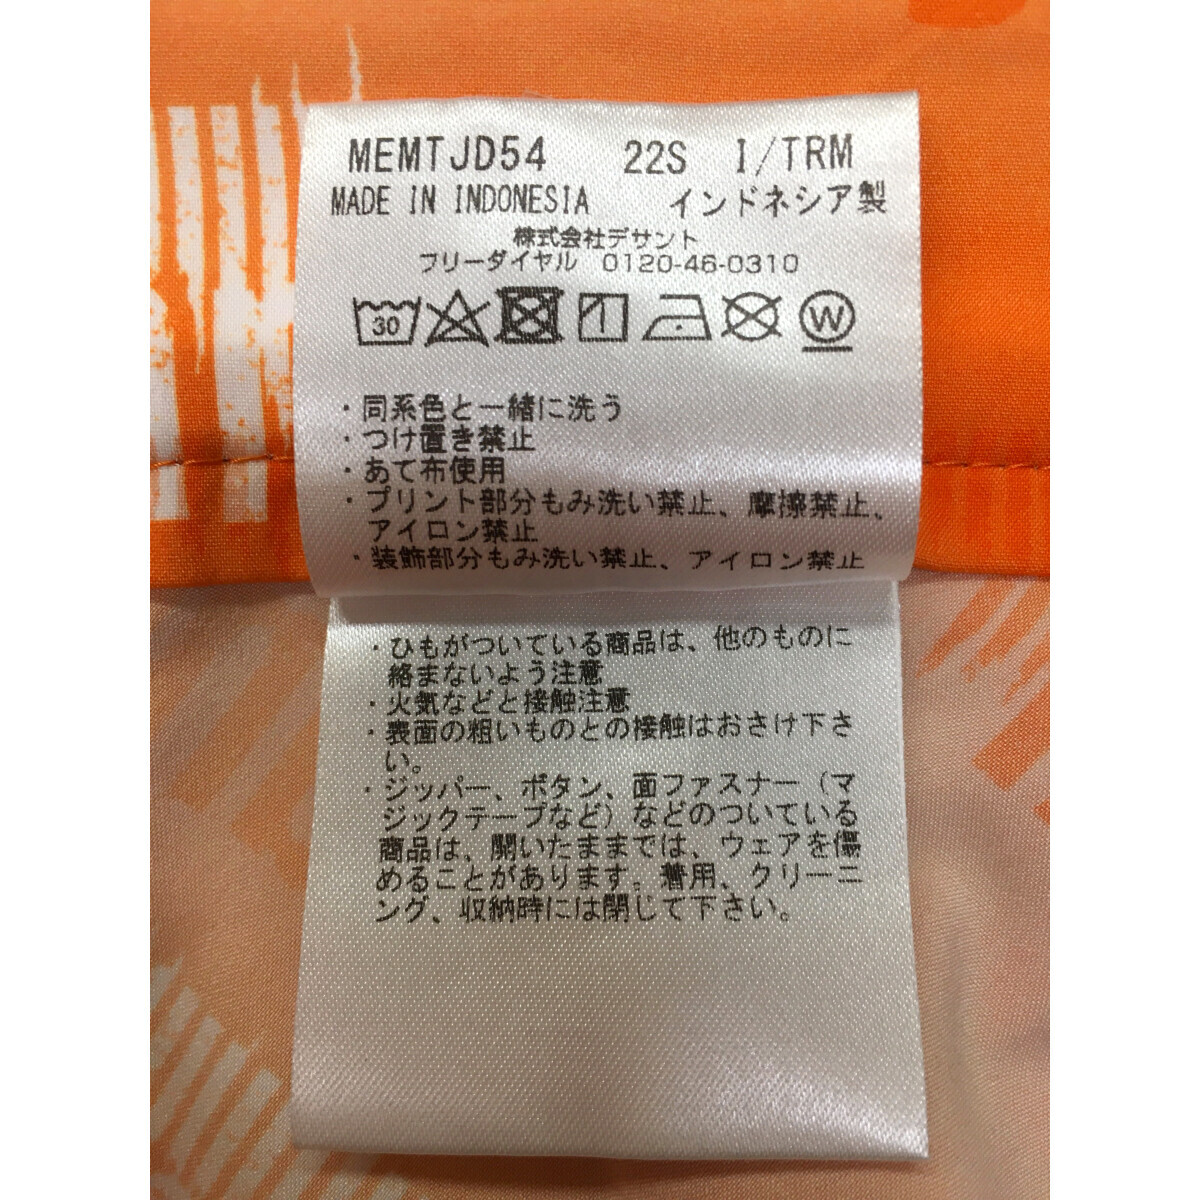 MEMTJD54 22S I/TRM
MADE IN INDONESIA インドネシア製
株式会社デサント
フリーダイヤル 0120-46-0310
30 W
・同系色と一緒に洗う
・つけ置き禁止
・あて布使用
・プリント部分もみ洗い禁止、摩擦禁止、
アイロン禁止
・装飾部分もみ洗い禁止、アイロン禁止
・ひもがついている商品は、他のものに
絡まないよう注意
・火気などと接触注意
・表面の粗いものとの接触はおさけ下さ
い。
・ジッパー、ボタン、面ファスナー（マ
ジックテープなど）などのついている
商品は、開いたままでは、ウェアを傷
めることがあります。着用、クリーニ
ング、収納時には閉じて下さい。